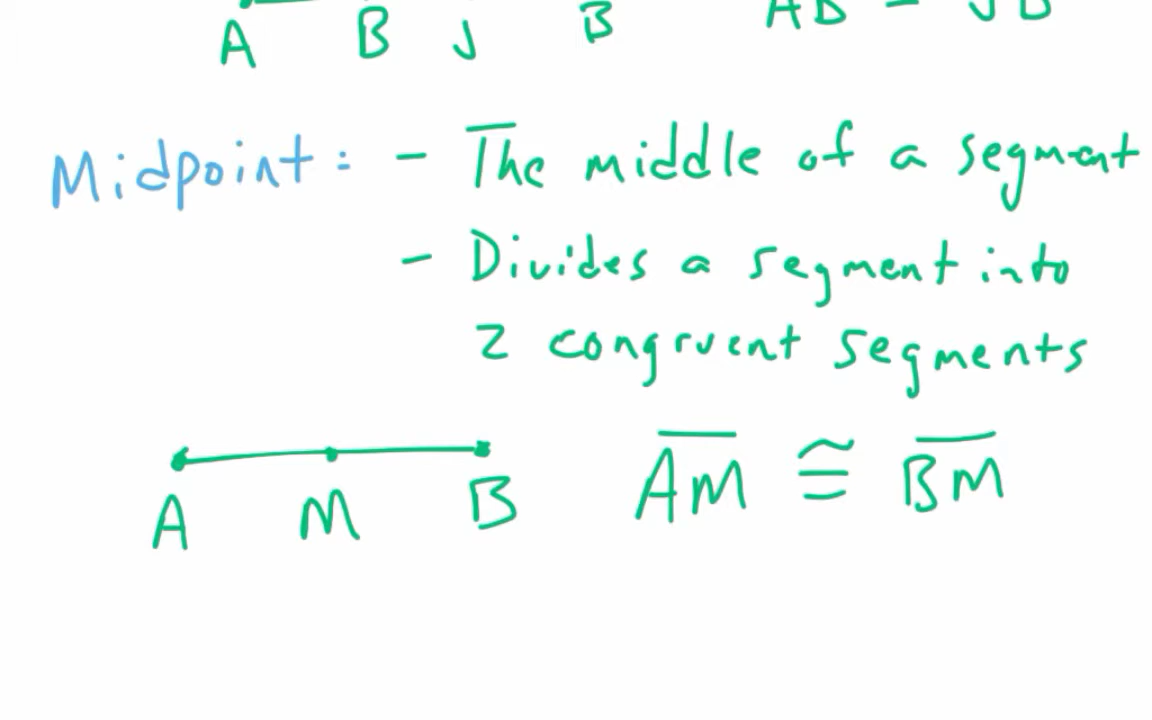 A B J B
Midpoint: - The middle of a segment
- Divides a segment into
2 congruent segments
A M B AM ≅ BM